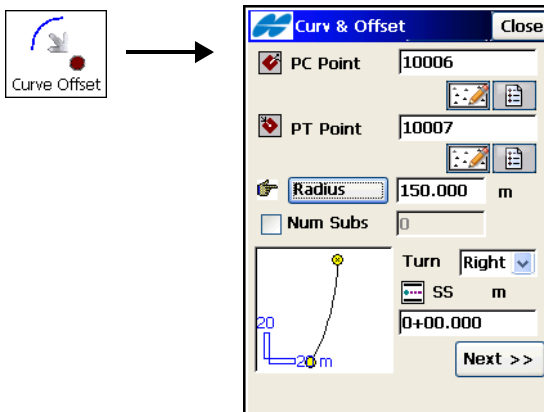 Curve Offset
Curv & Offset Close
PC Point 10006
PT Point 10007
Radius 150.000 m
Num Subs 0
Turn Right
SS m
0+00.000
20
20 m
Next >>